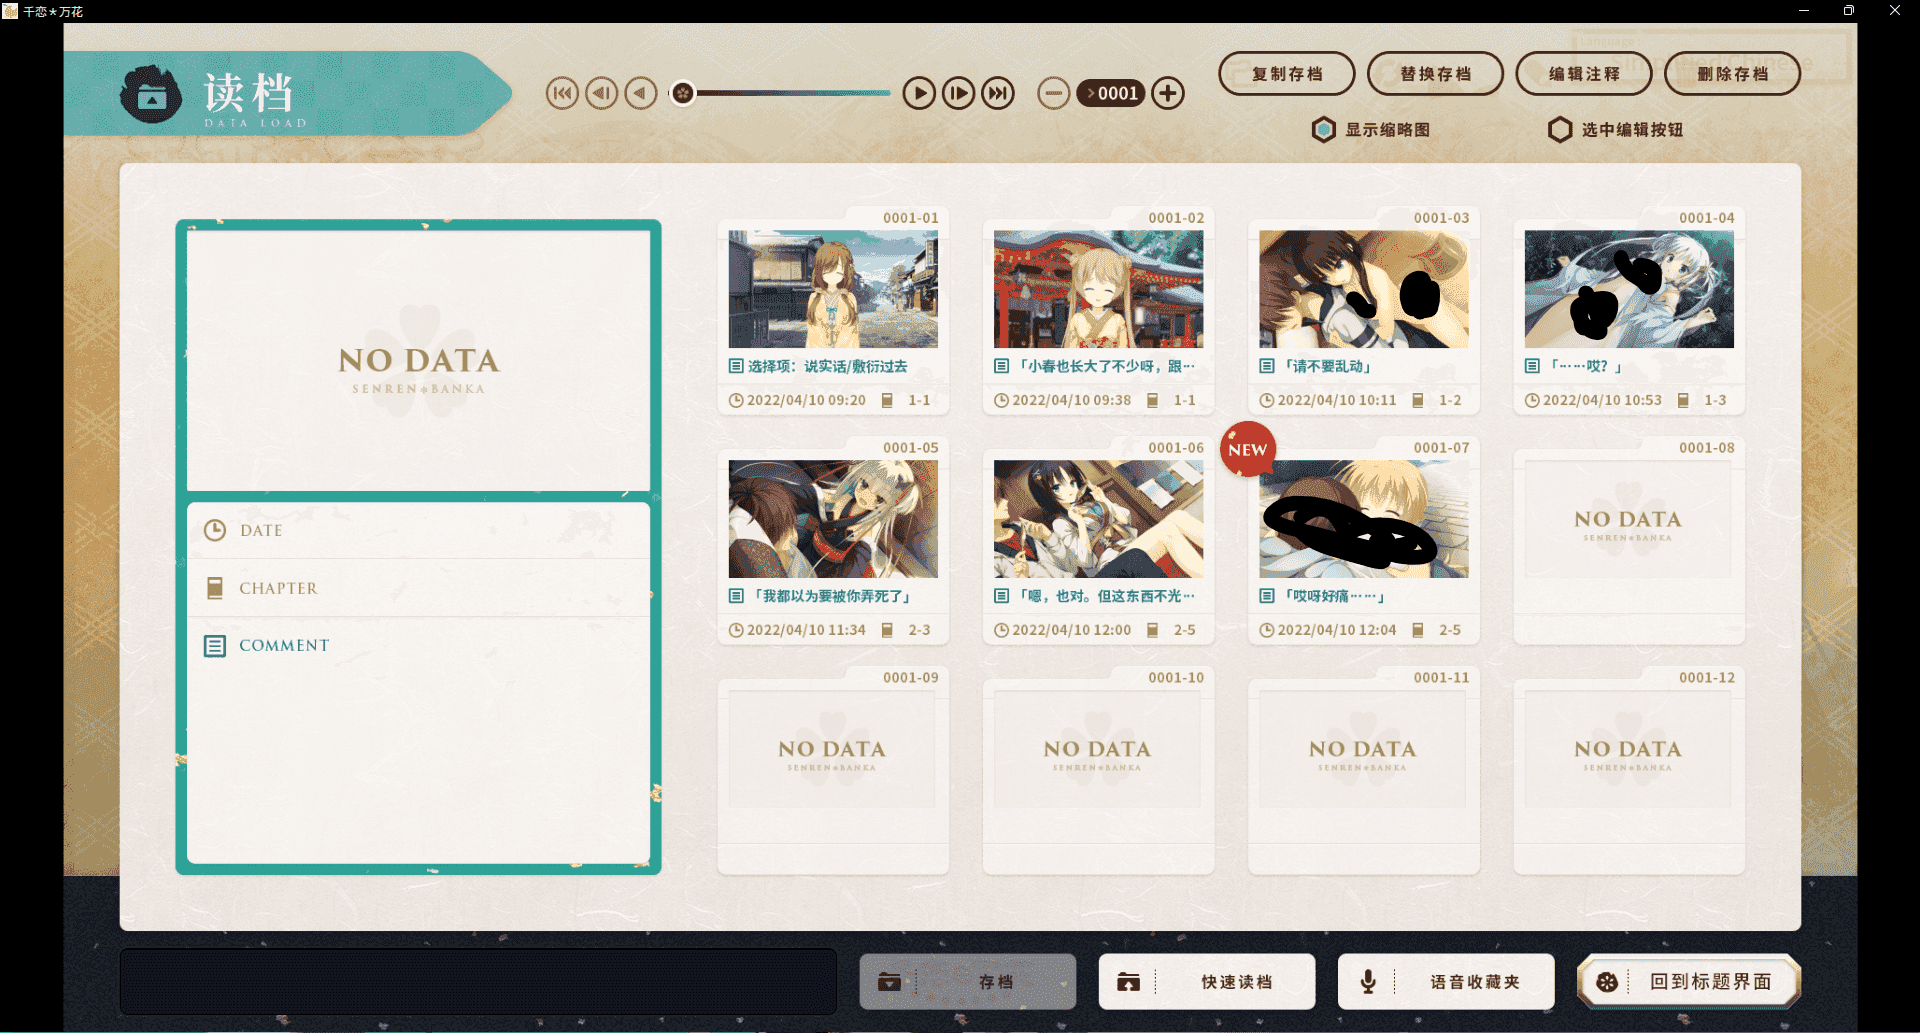 千恋*万花
读档
DATA LOAD
0001
复制存档
替换存档
编辑注释
删除存档
显示缩略图
选中编辑按钮
NO DATA
SENREN*BANKA
DATE
CHAPTER
COMMENT
0001-01
选择项：说实话/敷衍过去
2022/04/10 09:20 1-1
0001-02
「小春也长大了不少呀，跟…
2022/04/10 09:38 1-1
0001-03
「请不要乱动」
2022/04/10 10:11 1-2
0001-04
「……哎？」
2022/04/10 10:53 1-3
0001-05
「我都以为要被你弄死了」
2022/04/10 11:34 2-3
0001-06
「嗯，也对。但这东西不光…
2022/04/10 12:00 2-5
NEW
0001-07
「哎呀好痛……」
2022/04/10 12:04 2-5
0001-08
NO DATA
SENREN*BANKA
0001-09
NO DATA
SENREN*BANKA
0001-10
NO DATA
SENREN*BANKA
0001-11
NO DATA
SENREN*BANKA
0001-12
NO DATA
SENREN*BANKA
存档
快速读档
语音收藏夹
回到标题界面